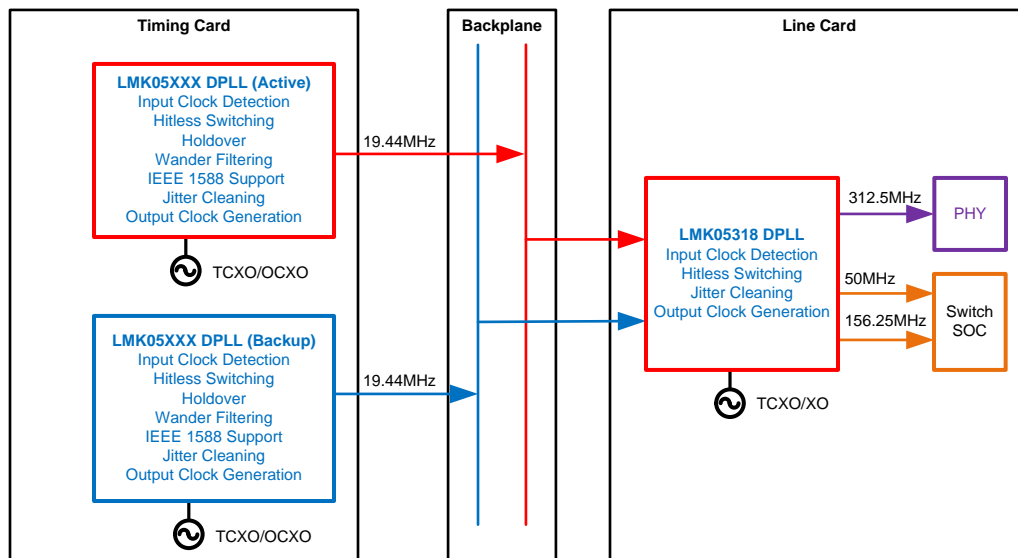 Timing Card
Backplane
Line Card
LMK05XXX DPLL (Active)
Input Clock Detection
Hitless Switching
Holdover
Wander Filtering
IEEE 1588 Support
Jitter Cleaning
Output Clock Generation
19.44MHz
TCXO/OCXO
LMK05XXX DPLL (Backup)
Input Clock Detection
Hitless Switching
Holdover
Wander Filtering
IEEE 1588 Support
Jitter Cleaning
Output Clock Generation
19.44MHz
TCXO/OCXO
LMK05318 DPLL
Input Clock Detection
Hitless Switching
Jitter Cleaning
Output Clock Generation
TCXO/XO
312.5MHz
PHY
50MHz
156.25MHz
Switch
SOC